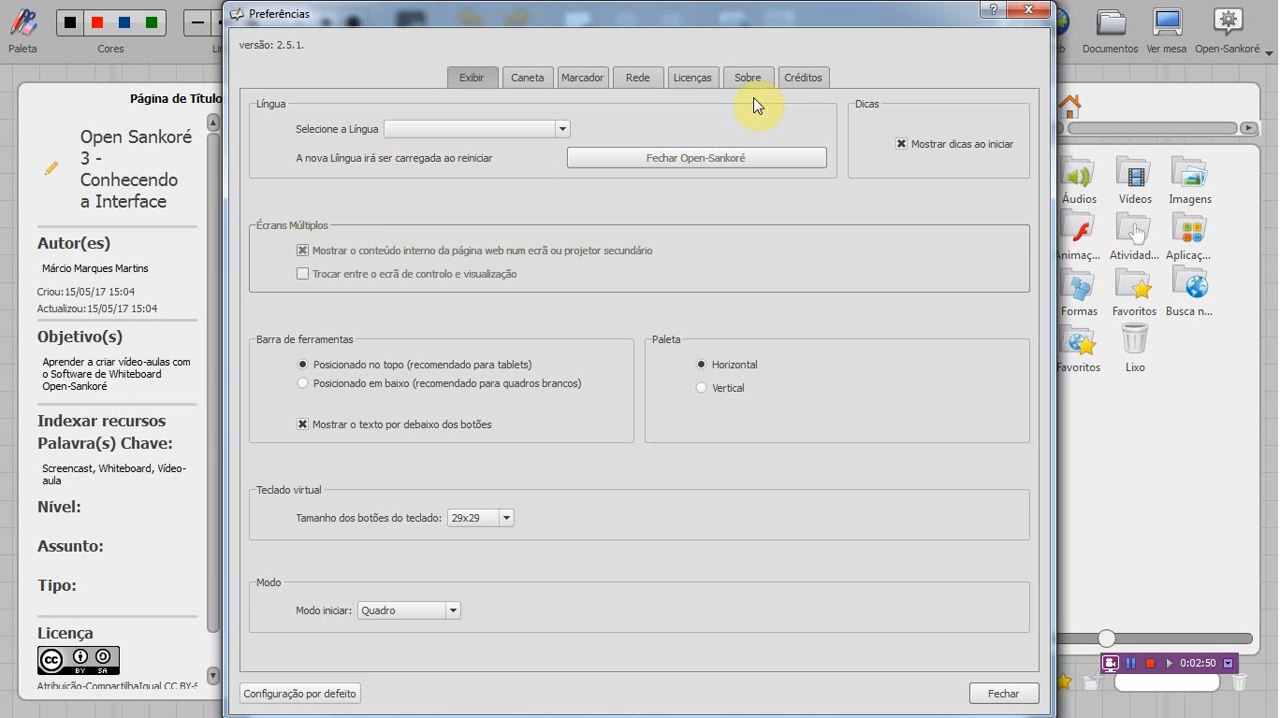 Preferências
versão: 2.5.1.
Exibir Caneta Marcador Rede Licenças Sobre Créditos
Língua
Selecione a Língua
A nova Língua irá ser carregada ao reiniciar
Fechar Open-Sankoré
Dicas
Mostrar dicas ao iniciar
Écrans Múltiplos
Mostrar o conteúdo interno da página web num ecrã ou projetor secundário
Trocar entre o ecrã de controlo e visualização
Barra de ferramentas
Posicionado no topo (recomendado para tablets)
Posicionado em baixo (recomendado para quadros brancos)
Mostrar o texto por debaixo dos botões
Paleta
Horizontal
Vertical
Teclado virtual
Tamanho dos botões do teclado: 29x29
Modo
Modo iniciar: Quadro
Configuração por defeito
Fechar
Paleta
Cores
Documentos
Ver mesa
Open-Sankoré
Página de Títul
Open Sankoré
3 -
Conhecendo
a Interface
Autor(es)
Márcio Marques Martins
Criou: 15/05/17 15:04
Actualizou: 15/05/17 15:04
Objetivo(s)
Aprender a criar vídeo-aulas com
o Software de Whiteboard
Open-Sankoré
Indexar recursos
Palavra(s) Chave:
Screencast, Whiteboard, Vídeo-
aula
Nível:
Assunto:
Tipo:
Licença
CC BY SA
Atribuição-CompartilhaIgual CC BY-S
Áudios
Vídeos
Imagens
Animaç...
Atividad...
Aplicaç...
Formas
Favoritos
Busca n...
Favoritos
Lixo
0:02:50